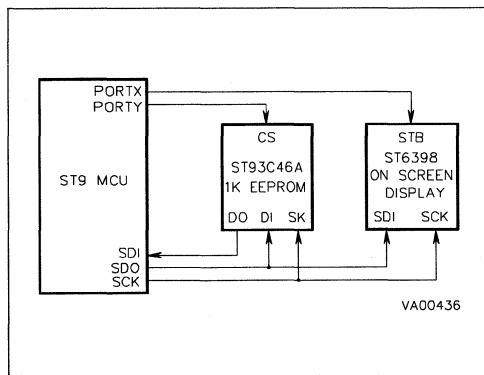 PORTX
PORTY
ST9 MCU
SDI
SDO
SCK
CS
ST93C46A
1K EEPROM
DO DI SK
STB
ST6398
ON SCREEN
DISPLAY
SDI SCK
VA00436